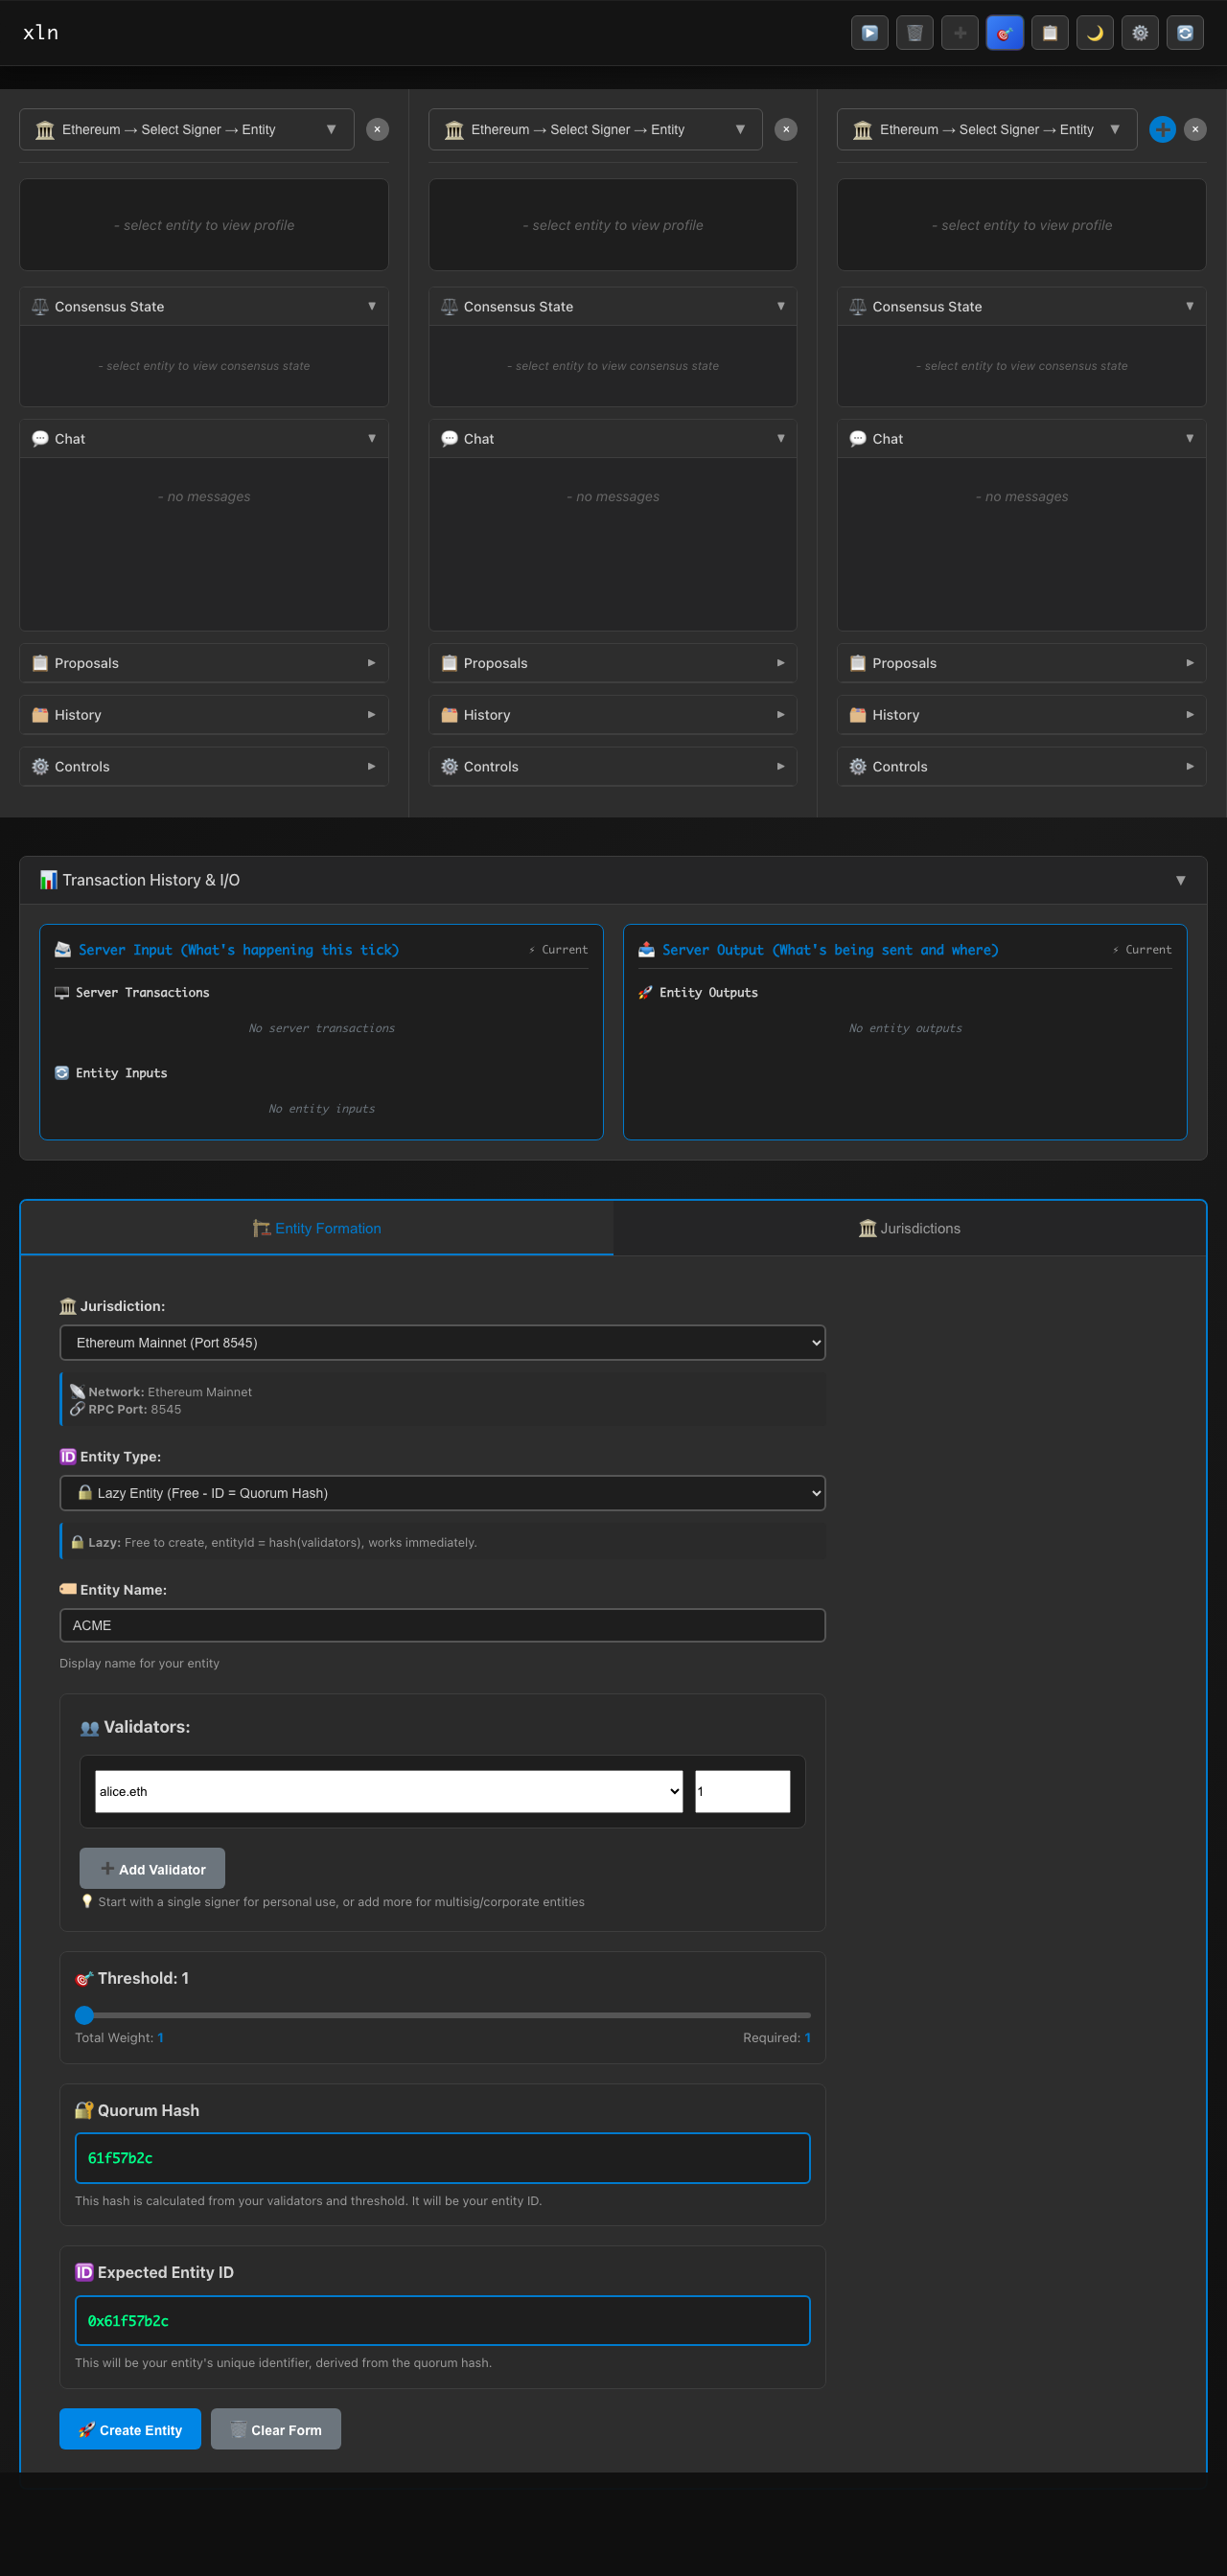 xln
Ethereum → Select Signer → Entity ▼ ×
- select entity to view profile
Consensus State ▼
- select entity to view consensus state
Chat ▼
- no messages
Proposals ▶
History ▶
Controls ▶
Ethereum → Select Signer → Entity ▼ ×
- select entity to view profile
Consensus State ▼
- select entity to view consensus state
Chat ▼
- no messages
Proposals ▶
History ▶
Controls ▶
Ethereum → Select Signer → Entity ▼ ➕ ×
- select entity to view profile
Consensus State ▼
- select entity to view consensus state
Chat ▼
- no messages
Proposals ▶
History ▶
Controls ▶
Transaction History & I/O ▼
Server Input (What's happening this tick) ⚡ Current
Server Transactions
No server transactions
Entity Inputs
No entity inputs
Server Output (What's being sent and where) ⚡ Current
Entity Outputs
No entity outputs
Entity Formation
Jurisdictions
Jurisdiction:
Ethereum Mainnet (Port 8545)
Network: Ethereum Mainnet
RPC Port: 8545
🆔 Entity Type:
Lazy Entity (Free - ID = Quorum Hash)
Lazy: Free to create, entityId = hash(validators), works immediately.
Entity Name:
ACME
Display name for your entity
Validators:
alice.eth 1
➕ Add Validator
Start with a single signer for personal use, or add more for multisig/corporate entities
Threshold: 1
Total Weight: 1 Required: 1
Quorum Hash
61f57b2c
This hash is calculated from your validators and threshold. It will be your entity ID.
🆔 Expected Entity ID
0x61f57b2c
This will be your entity's unique identifier, derived from the quorum hash.
Create Entity Clear Form